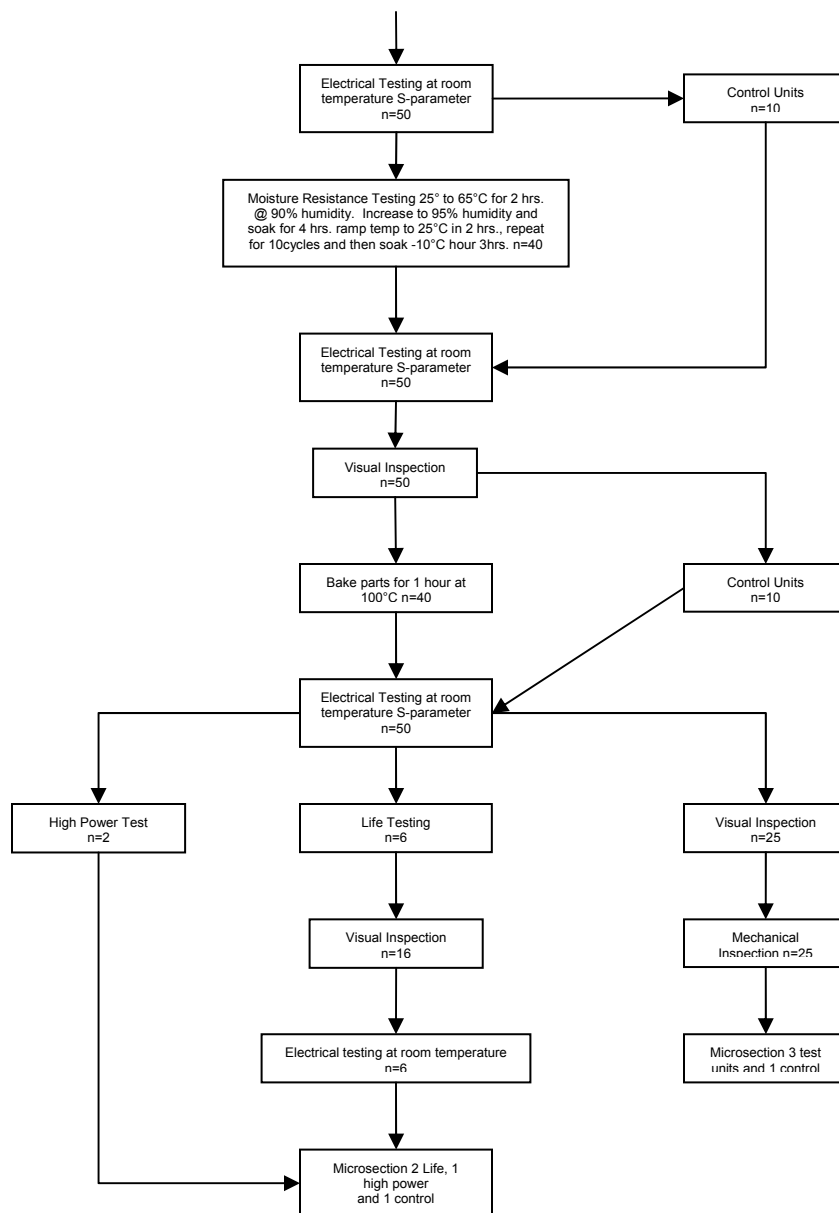 Electrical Testing at room
temperature S-parameter
n=50
Control Units
n=10
Moisture Resistance Testing 25° to 65°C for 2 hrs.
@ 90% humidity. Increase to 95% humidity and
soak for 4 hrs. ramp temp to 25°C in 2 hrs., repeat
for 10cycles and then soak -10°C hour 3hrs. n=40
Electrical Testing at room
temperature S-parameter
n=50
Visual Inspection
n=50
Bake parts for 1 hour at
100°C n=40
Control Units
n=10
Electrical Testing at room
temperature S-parameter
n=50
High Power Test
n=2
Life Testing
n=6
Visual Inspection
n=25
Visual Inspection
n=16
Mechanical
Inspection n=25
Electrical testing at room temperature
n=6
Microsection 3 test
units and 1 control
Microsection 2 Life, 1
high power
and 1 control